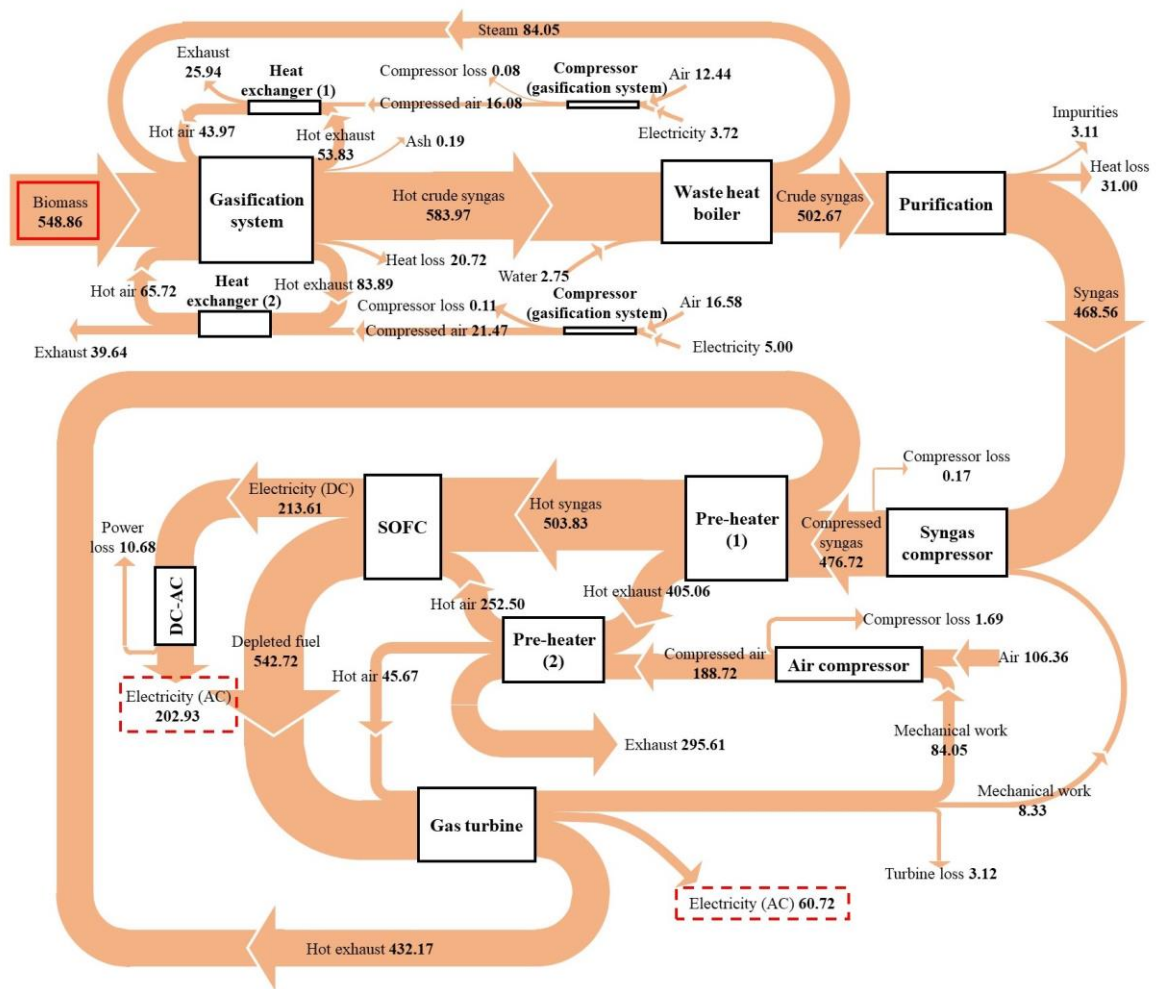 Steam 84.05
Exhaust
25.94
Heat
exchanger (1)
Compressor loss 0.08
Compressor
(gasification system)
Air 12.44
Compressed air 16.08
Electricity 3.72
Hot air 43.97
Hot exhaust
53.83
Ash 0.19
Impurities
3.11
Heat loss
31.00
Biomass
548.86
Gasification
system
Hot crude syngas
583.97
Waste heat
boiler
Crude syngas
502.67
Purification
Heat loss 20.72
Water 2.75
Hot air 65.72
Heat
exchanger (2)
Hot exhaust 83.89
Compressor loss
0.11
Compressor
(gasification system)
Air 16.58
Compressed air 21.47
Exhaust 39.64
Electricity 5.00
Syngas
468.56
Compressor loss
0.17
Electricity (DC)
213.61
SOFC
Hot syngas
503.83
Pre-heater
(1)
Compressed
syngas
476.72
Syngas
compressor
Power
loss 10.68
DC-AC
Hot air 252.50
Hot exhaust 405.06
Compressor loss 1.69
Depleted fuel
542.72
Pre-heater
(2)
Compressed air
188.72
Air compressor
Air 106.36
Hot air 45.67
Electricity (AC)
202.93
Exhaust 295.61
Mechanical work
84.05
Mechanical work
8.33
Gas turbine
Turbine loss 3.12
Electricity (AC) 60.72
Hot exhaust 432.17